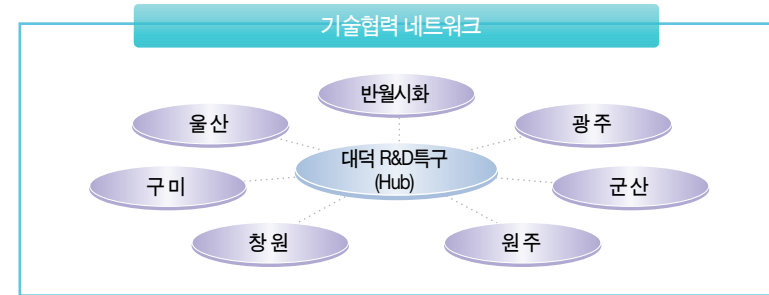 기술협력 네트워크
반월시화
울산
광주
대덕 R&D특구
(Hub)
구미
군산
창원
원주